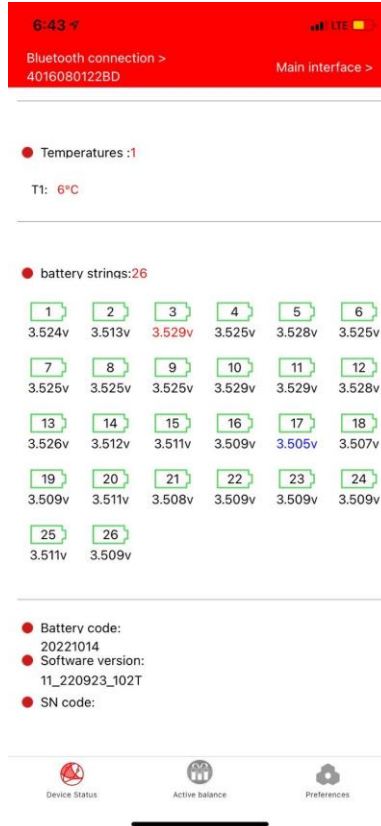 6:43
LTE
Bluetooth connection >
4016080122BD
Main interface >
Temperatures :1
T1: 6°C
battery strings:26
1 2 3 4 5 6
3.524v 3.513v 3.529v 3.525v 3.528v 3.525v
7 8 9 10 11 12
3.525v 3.525v 3.525v 3.529v 3.529v 3.528v
13 14 15 16 17 18
3.526v 3.512v 3.511v 3.509v 3.505v 3.507v
19 20 21 22 23 24
3.509v 3.511v 3.508v 3.509v 3.509v 3.509v
25 26
3.511v 3.509v
Battery code:
20221014
Software version:
11_220923_102T
SN code:
Device Status Active balance Preferences